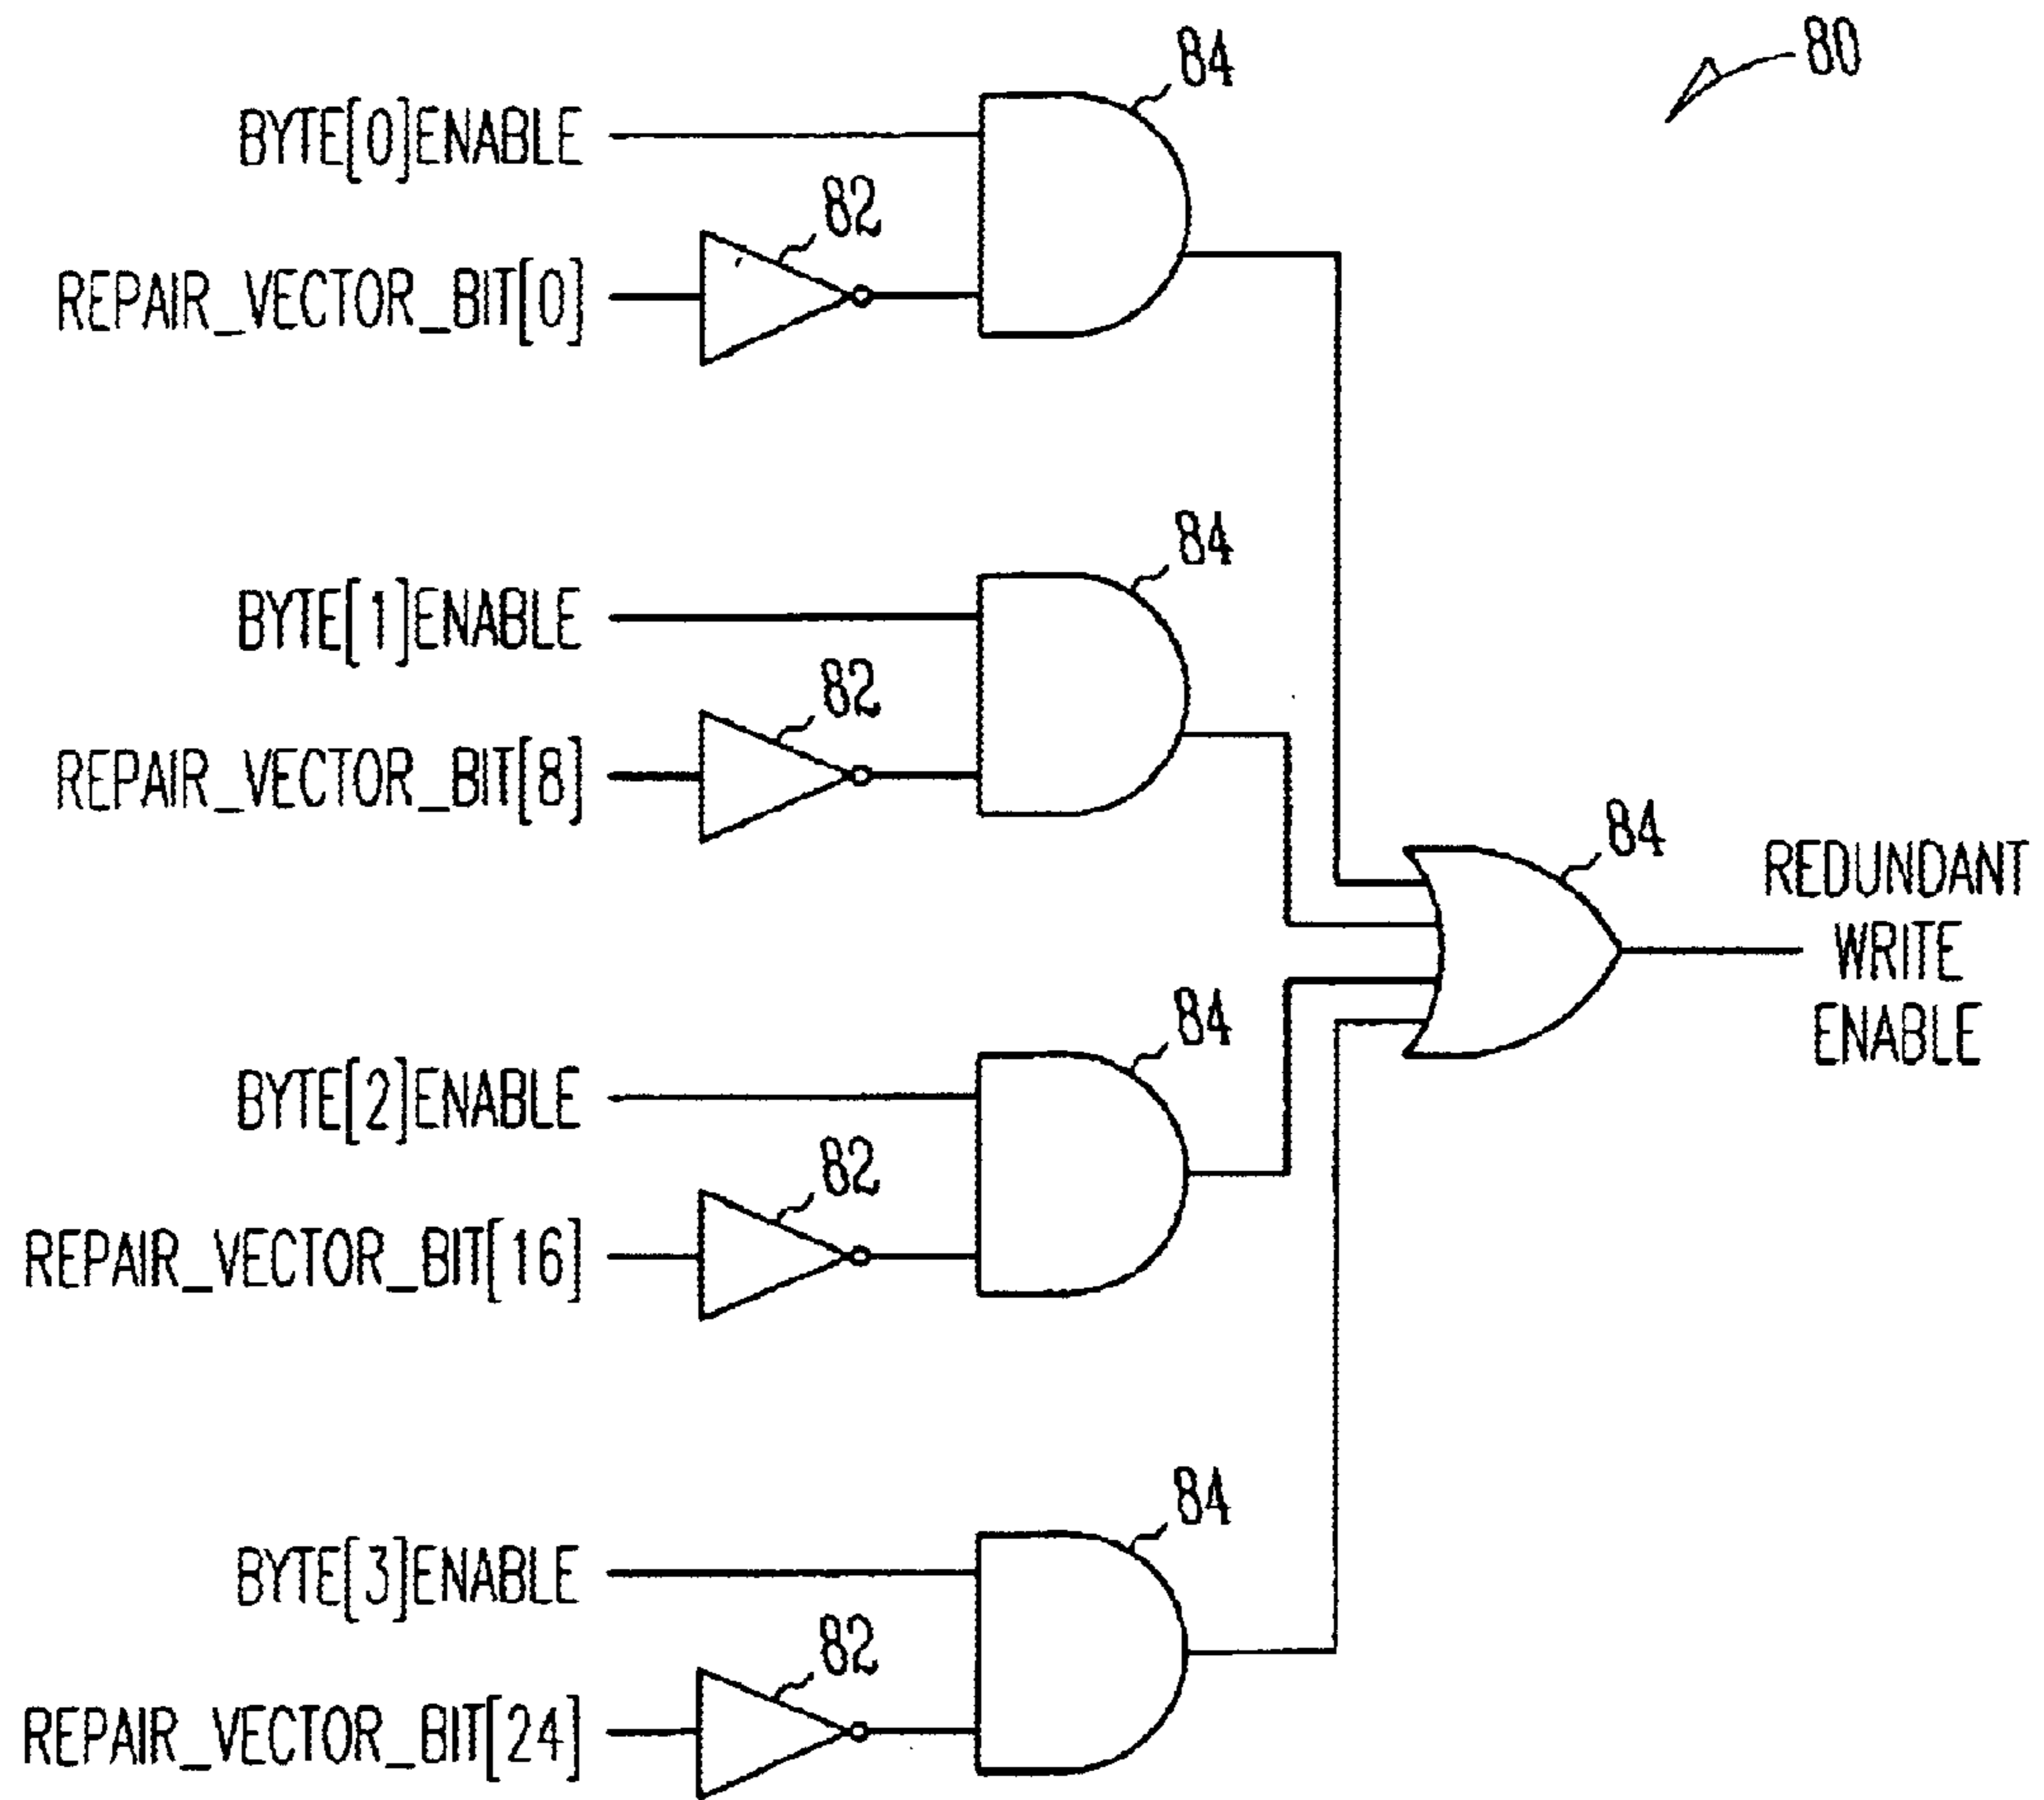 80
84
BYTE[0]ENABLE
82
REPAIR_VECTOR_BIT[0]
84
BYTE[1]ENABLE
82
REPAIR_VECTOR_BIT[8]
84
REDUNDANT
WRITE
ENABLE
84
BYTE[2]ENABLE
82
REPAIR_VECTOR_BIT[16]
84
BYTE[3]ENABLE
82
REPAIR_VECTOR_BIT[24]